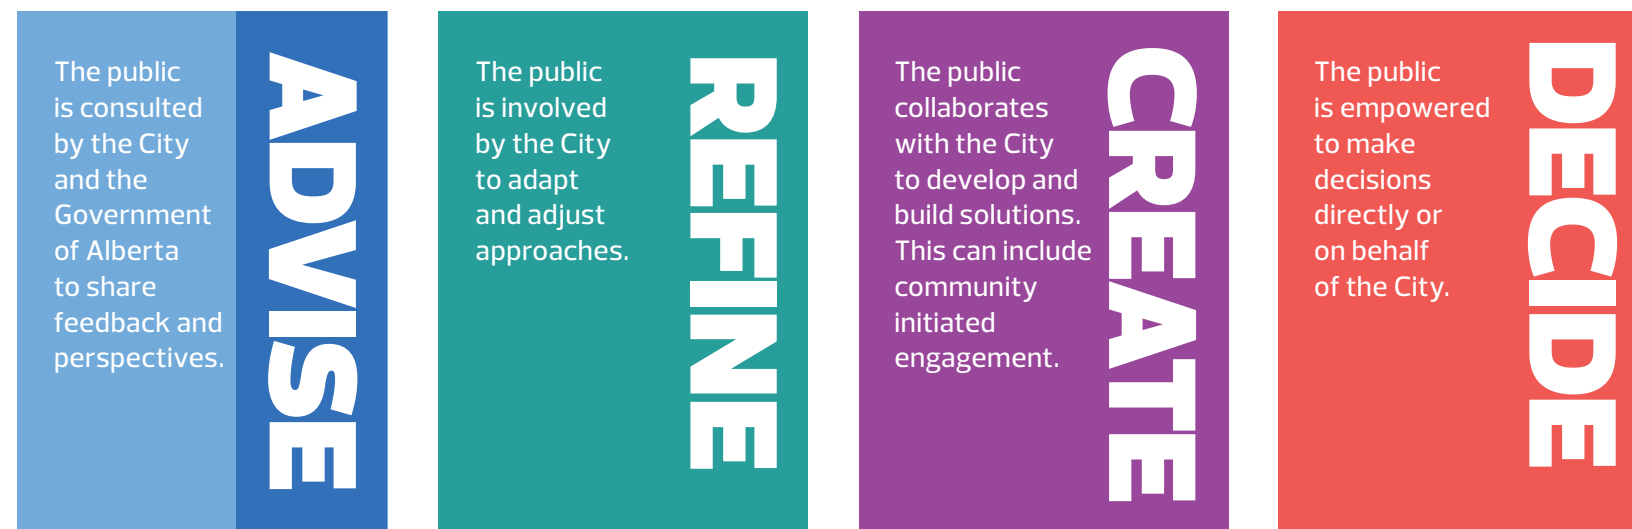 The public
is consulted
by the City
and the
Government
of Alberta
to share
feedback and
perspectives.
ADVISE
The public
is involved
by the City
to adapt
and adjust
approaches.
REFINE
The public
collaborates
with the City
to develop and
build solutions.
This can include
community
initiated
engagement.
CREATE
The public
is empowered
to make
decisions
directly or
on behalf
of the City.
DECIDE